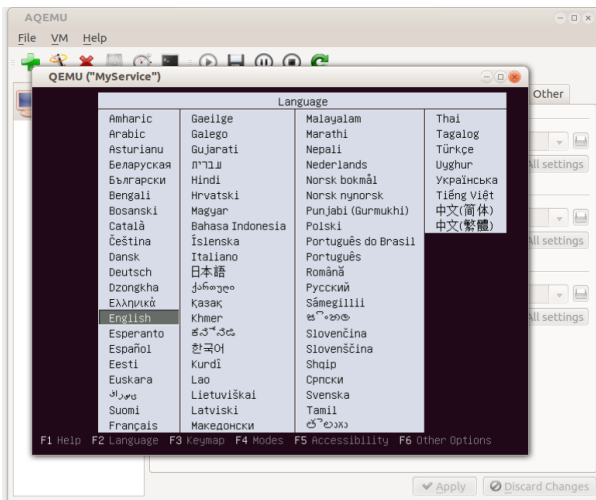 AQEMU
File VM Help
QEMU ("MyService")
Other
Language
Amharic
Arabic
Asturianu
Беларуская
Български
Bengali
Bosanski
Català
Čeština
Dansk
Deutsch
Dzongkha
Ελληνικά
English
Esperanto
Español
Eesti
Euskara
Suomi
Français
Gaeilge
Galego
Gujarati
עברית
Hindi
Hrvatski
Magyar
Bahasa Indonesia
Íslenska
Italiano
日本語
ქართული
Қазақ
Khmer
한국어
Kurdî
Lao
Lietuviškai
Latviski
Македонски
Malayalam
Marathi
Nepali
Nederlands
Norsk bokmål
Norsk nynorsk
Punjabi (Gurmukhi)
Polski
Português do Brasil
Português
Română
Русский
Sámegillii
Slovenčina
Slovenščina
Shqip
Српски
Svenska
Tamil
Thai
Tagalog
Türkçe
Uyghur
Українська
Tiếng Việt
中文(简体)
中文(繁體)
All settings
All settings
All settings
F1 Help F2 Language F3 Keymap F4 Modes F5 Accessibility F6 Other Options
Apply Discard Changes